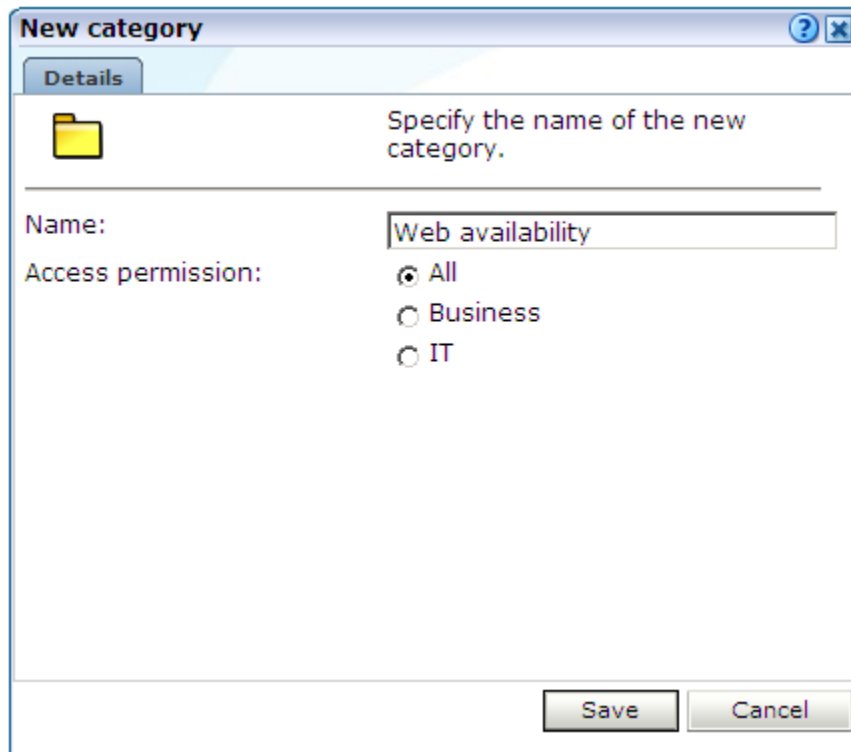 New category
?
Details
Specify the name of the new
category.
Name:
Web availability
Access permission:
All
Business
IT
Save
Cancel